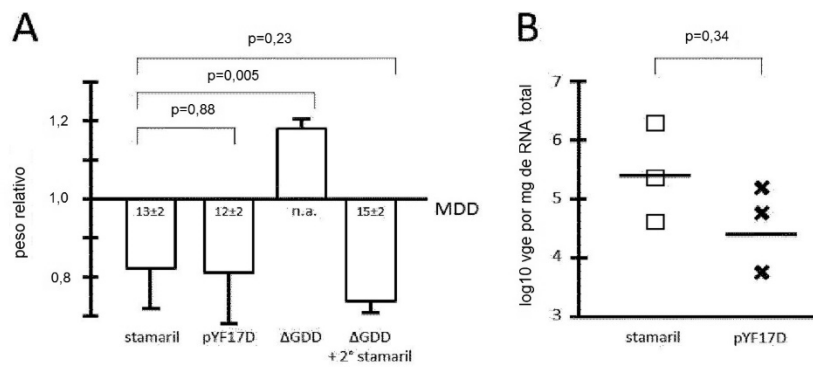 A
p=0,23
p=0,005
p=0,88
peso relativo
1,2
1,0
0,8
13±2
12±2
n.a.
15±2
MDD
stamaril
pYF17D
ΔGDD
ΔGDD
+ 2° stamaril
B
p=0,34
log10 vge por mg de RNA total
7
6
5
4
3
stamaril
pYF17D